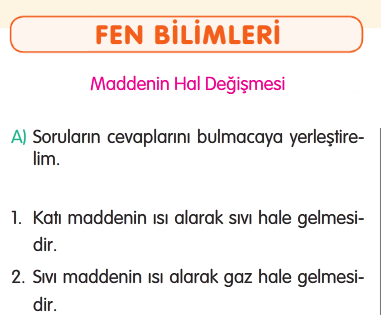 FEN BİLİMLERİ
Maddenin Hal Değişmesi
A) Soruların cevaplarını bulmacaya yerleştire-
lim.
1. Katı maddenin ısı alarak sıvı hale gelmesi-
dir.
2. Sıvı maddenin ısı alarak gaz hale gelmesi-
dir.